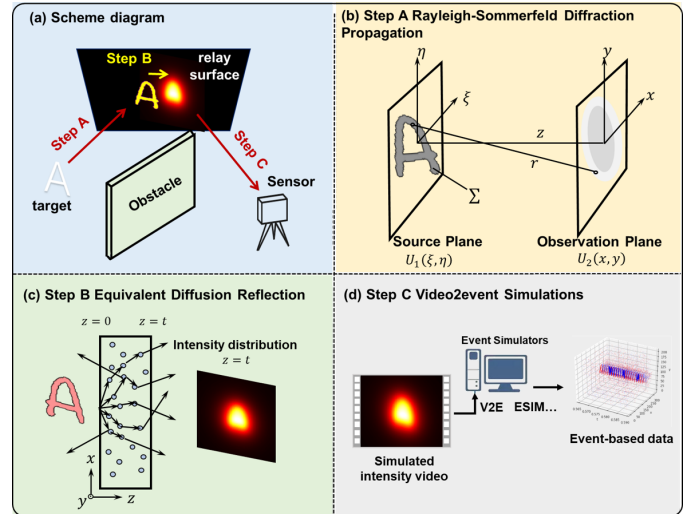 (a) Scheme diagram
Step B
relay
surface
Step A
Step C
A
target
Obstacle
Sensor
(b) Step A Rayleigh-Sommerfeld Diffraction
Propagation
η
ξ
A
Σ
z
r
y
x
Source Plane
U₁(ξ, η)
Observation Plane
U₂(x, y)
(c) Step B Equivalent Diffusion Reflection
z = 0
z = t
Intensity distribution
z = t
A
x
y
z
(d) Step C Video2event Simulations
Event Simulators
V2E ESIM...
Simulated
intensity video
Event-based data